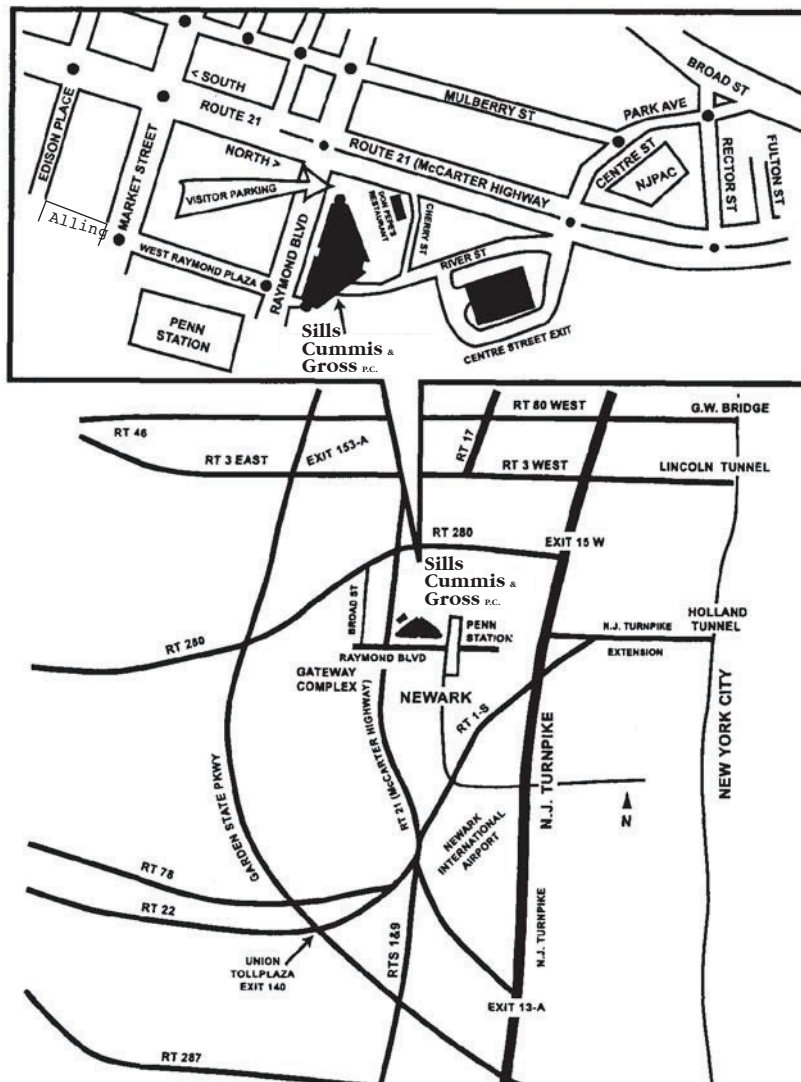 BROAD ST
< SOUTH
MULBERRY ST
PARK AVE
EDISON PLACE
ROUTE 21
MARKET STREET
NORTH >
ROUTE 21 (McCARTER HIGHWAY
CENTRE ST
NJPAC
RECTOR ST
FULTON ST
VISITOR PARKING
DON PEPE'S
RESTAURANT
CHERRY ST
Alling
RAYMOND BLVD
WEST RAYMOND PLAZA
RIVER ST
PENN
STATION
CENTRE STREET EXIT
Sills
Cummis &
Gross P.C.
RT 80 WEST
G.W. BRIDGE
RT 46
RT 17
EXIT 153-A
RT 3 EAST
RT 3 WEST
LINCOLN TUNNEL
RT 280
EXIT 15 W
Sills
Cummis &
Gross P.C.
BROAD ST
HOLLAND
TUNNEL
N.J. TURNPIKE
EXTENSION
PENN
STATION
RT 280
RAYMOND BLVD
GATEWAY
COMPLEX
NEWARK
RT 1-S
NEW YORK CITY
RT 21 (McCARTER HIGHWAY)
GARDEN STATE PKWY
N.J. TURNPIKE
N
NEWARK
INTERNATIONAL
AIRPORT
RT 78
RT 22
N.J. TURNPIKE
RTS 1&9
UNION
TOLLPLAZA
EXIT 140
EXIT 13-A
RT 287